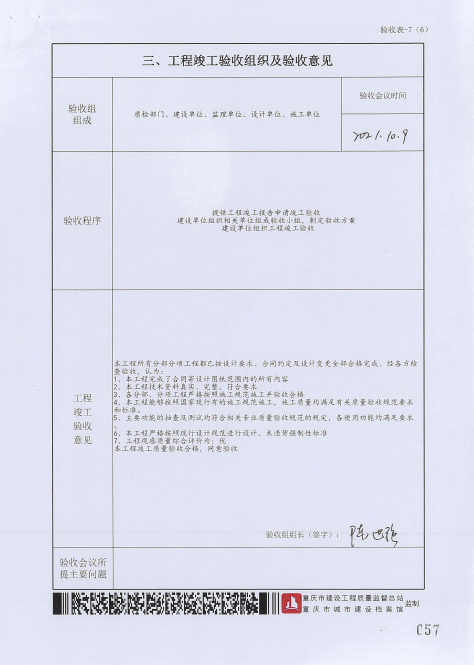 验收表-7（6）
三、工程竣工验收组织及验收意见
验收组
组成
质检部门、建设单位、监理单位、设计单位、施工单位
验收会议时间
2021.10.9
验收程序
提供工程竣工报告申请竣工验收
建设单位组织相关单位组成验收小组，制定验收方案
建设单位组织工程竣工验收
工程
竣工
验收
意见
本工程所有分部分项工程都已按设计要求、合同约定及设计变更全部合格完成、经各方检
查验收，认为：
1、本工程完成了合同寄设计图纸范围内的所有内容
2、本工程技术资料真实、完整、符合要求
3、各分部，分项工程严格按照施工规范施工并验收合格
4、本工程能够按照国家现行有的施工规范施工，施工质量均满足有关质量验收规范要求
和标准。
5、主要功能的抽查及测试均符合相关专业质量验收规范的规定，各使用功能均满足要求
。
6、本工程严格按照现行设计规范进行设计、未违背强制性标准
7、工程观感质量综合评价为：优
本工程竣工质量验收合格，同意验收
验收组组长（签字）：
验收会议所
提主要问题
重庆市建设工程质量监督总站
重庆市城市建设档案馆
监制
C57